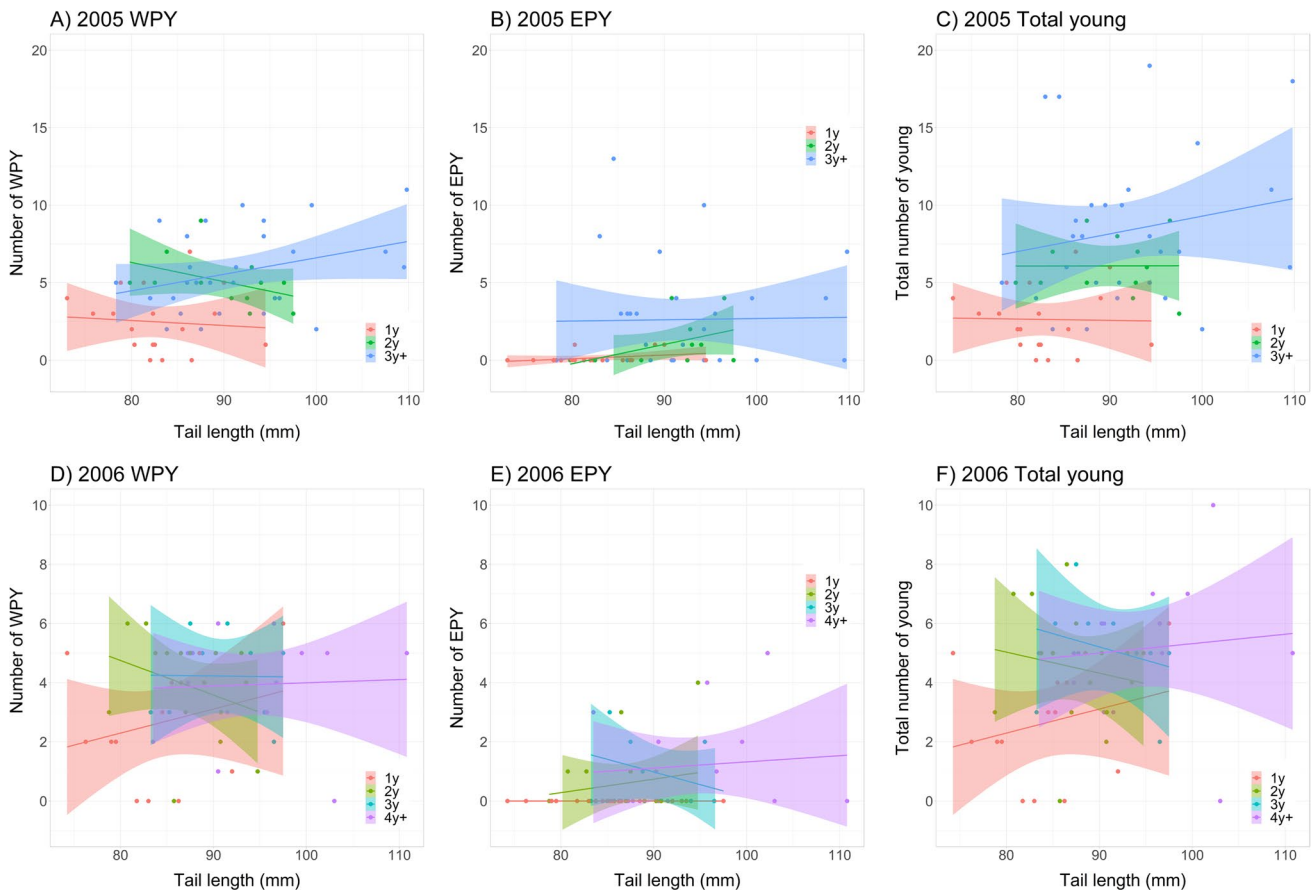 A) 2005 WPY
20
15
10
5
0
Number of WPY
80 90 100 110
Tail length (mm)
1y
2y
3y+
B) 2005 EPY
20
15
10
5
0
Number of EPY
80 90 100 110
Tail length (mm)
1y
2y
3y+
C) 2005 Total young
20
15
10
5
0
Total number of young
80 90 100 110
Tail length (mm)
1y
2y
3y+
D) 2006 WPY
10
8
6
4
2
0
Number of WPY
80 90 100 110
Tail length (mm)
1y
2y
3y
4y+
E) 2006 EPY
10
8
6
4
2
0
Number of EPY
80 90 100 110
Tail length (mm)
1y
2y
3y
4y+
F) 2006 Total young
10
8
6
4
2
0
Total number of young
80 90 100 110
Tail length (mm)
1y
2y
3y
4y+